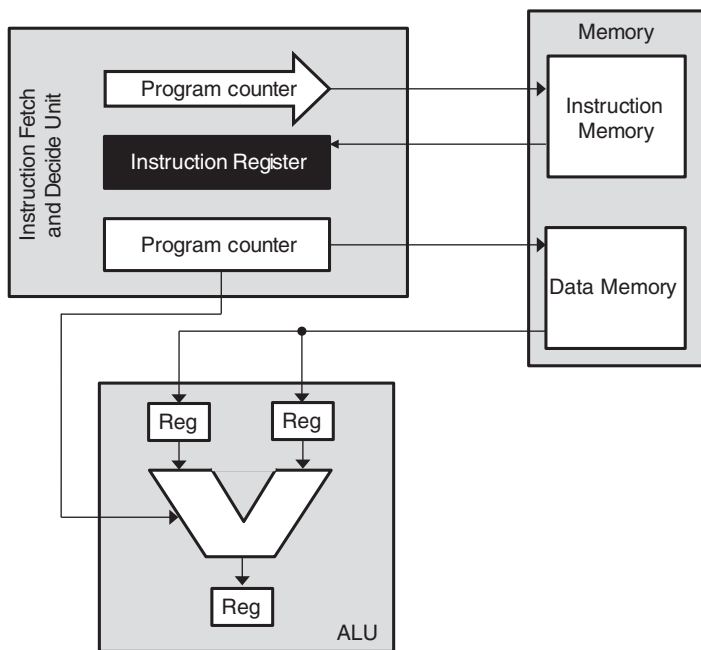 Instruction Fetch
and Decide Unit
Program counter
Instruction Register
Program counter
Memory
Instruction
Memory
Data Memory
Reg
Reg
Reg
ALU